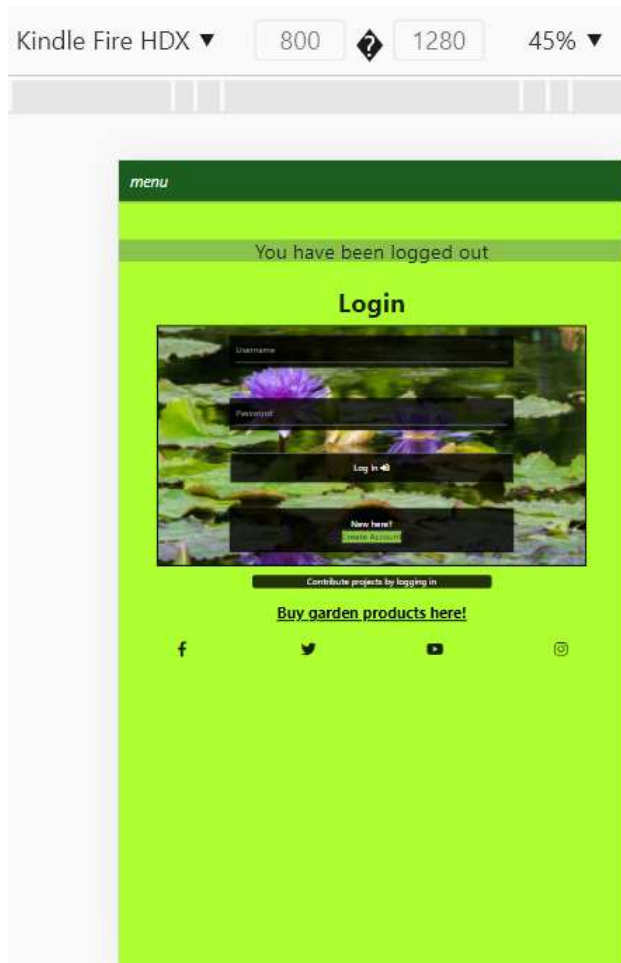 Kindle Fire HDX ▼ 800 � 1280 45% ▼
menu
You have been logged out
Login
Username
Password
Log In
New here?
Create Account
Contribute projects by logging in
Buy garden products here!